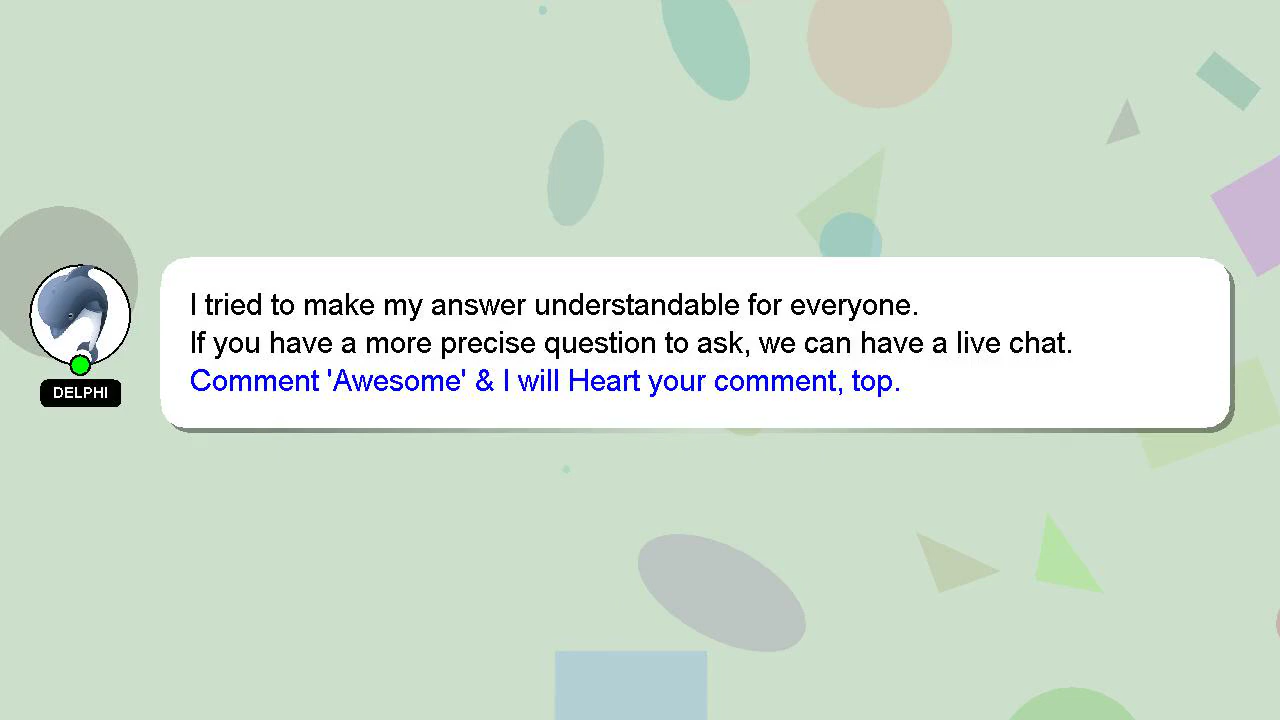 I tried to make my answer understandable for everyone.
If you have a more precise question to ask, we can have a live chat.
Comment 'Awesome' & I will Heart your comment, top.
DELPHI